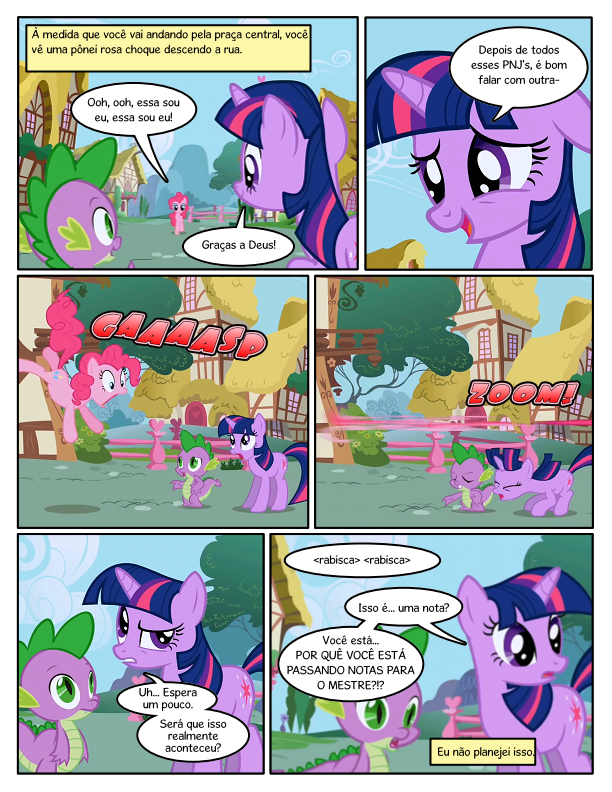 À medida que você vai andando pela praça central, você
vê uma pônei rosa choque descendo a rua.
Ooh, ooh, essa sou
eu, essa sou eu!
Graças a Deus!
Depois de todos
esses PNJ's, é bom
falar com outra-
GAAAASP
ZOOM!
Uh... Espera
um pouco.
Será que isso
realmente
aconteceu?
<rabisca> <rabisca>
Isso é... uma nota?
Você está...
POR QUÊ VOCÊ ESTÁ
PASSANDO NOTAS PARA
O MESTRE?!?
Eu não planejei isso.